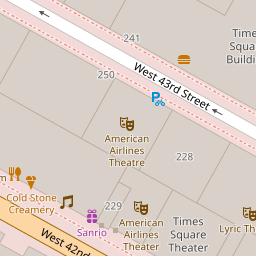 241
Times
Square
Buildin
West 43rd Street
250
American
Airlines
Theatre
228
m
Cold Stone
Creamery
229
Sanrio
American
Airlines
Theater
Times
Square
Theater
Lyric Th
West 42nd